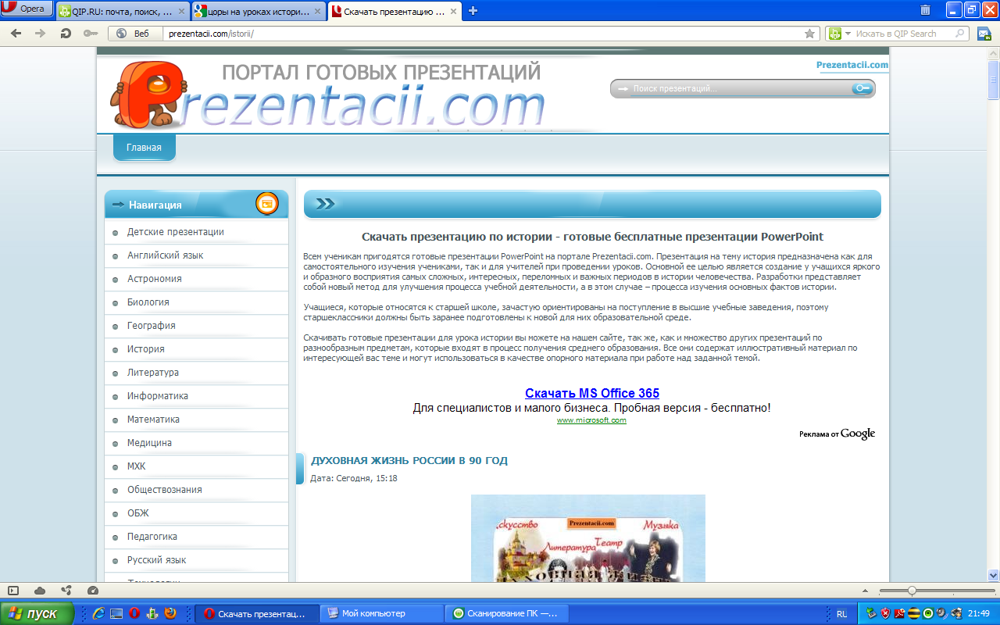 Opera
QIP.RU: почта, поиск, ...
цоры на уроках истори...
Скачать презентацию ...
Веб
prezentacii.com/istorii/
Искать в QIP Search
ПОРТАЛ ГОТОВЫХ ПРЕЗЕНТАЦИЙ
Prezentacii.com
Prezentacii.com
Поиск презентаций...
Главная
Навигация
Детские презентации
Английский язык
Астрономия
Биология
География
История
Литература
Информатика
Математика
Медицина
МХК
Обществознания
ОБЖ
Педагогика
Русский язык
Технологии
Скачать презентацию по истории - готовые бесплатные презентации PowerPoint
Всем ученикам пригодятся готовые презентации PowerPoint на портале Prezentacii.com. Презентация на тему история предназначена как для
самостоятельного изучения учениками, так и для учителей при проведении уроков. Основной ее целью является создание у учащихся яркого
и образного восприятия самых сложных, интересных, переломных и важных периодов в истории человечества. Разработки представляет
собой новый метод для улучшения процесса учебной деятельности, а в этом случае – процесса изучения основных фактов истории.
Учащиеся, которые относятся к старшей школе, зачастую ориентированы на поступление в высшие учебные заведения, поэтому
старшеклассники должны быть заранее подготовлены к новой для них образовательной среде.
Скачивать готовые презентации для урока истории вы можете на нашем сайте, так же, как и множество других презентаций по
разнообразным предметам, которые входят в процесс получения среднего образования. Все они содержат иллюстративный материал по
интересующей вас теме и могут использоваться в качестве опорного материала при работе над заданной темой.
Скачать MS Office 365
Для специалистов и малого бизнеса. Пробная версия - бесплатно!
www.microsoft.com
Реклама от Google
ДУХОВНАЯ ЖИЗНЬ РОССИИ В 90 ГОД
Дата: Сегодня, 15:18
Искусство
Prezentacii.com
Музыка
Литература
Театр
Духовная жизнь
пуск
Скачать презентац...
Мой компьютер
Сканирование ПК —...
RU
21:49